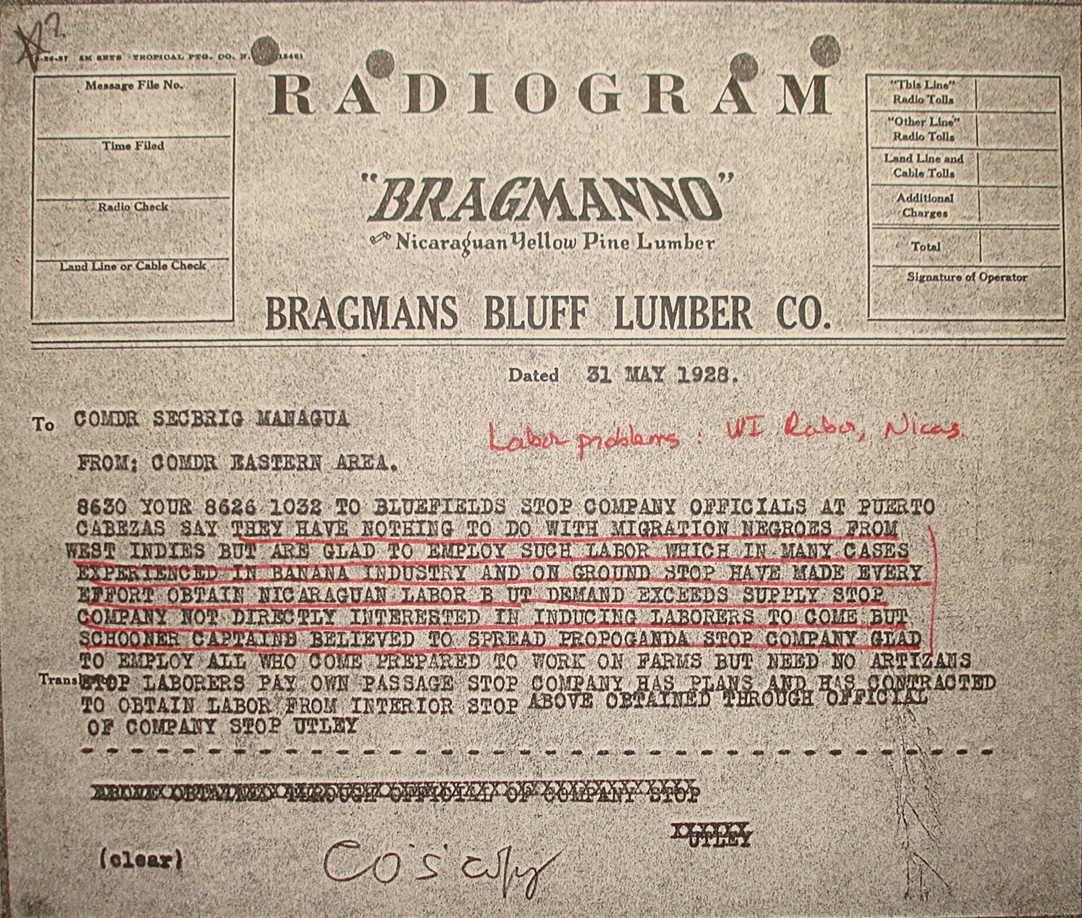 TROPICAL PTG. CO.
RADIOGRAM
Message File No.
Time Filed
Radio Check
Land Line or Cable Check
"BRAGMANNO"
Nicaraguan Yellow Pine Lumber
BRAGMANS BLUFF LUMBER CO.
"This Line"
Radio Tolls
"Other Line"
Radio Tolls
Land Line and
Cable Tolls
Additional
Charges
Total
Signature of Operator
Dated 31 MAY 1928.
To COMDR SECBRIG MANAGUA
Labor problems: WI Labor, Nicas.
FROM: COMDR EASTERN AREA.
8630 YOUR 8626 1032 TO BLUEFIELDS STOP COMPANY OFFICIALS AT PUERTO
CABEZAS SAY THEY HAVE NOTHING TO DO WITH MIGRATION NEGROES FROM
WEST INDIES BUT ARE GLAD TO EMPLOY SUCH LABOR WHICH IN MANY CASES
EXPERIENCED IN BANANA INDUSTRY AND ON GROUND STOP HAVE MADE EVERY
EFFORT OBTAIN NICARAGUAN LABOR B UT DEMAND EXCEEDS SUPPLY STOP
COMPANY NOT DIRECTLY INTERESTED IN INDUCING LABORERS TO COME BUT
SCHOONER CAPTAINS BELIEVED TO SPREAD PROPOGANDA STOP COMPANY GLAD
TO EMPLOY ALL WHO COME PREPARED TO WORK ON FARMS BUT NEED NO ARTIZANS
STOP LABORERS PAY OWN PASSAGE STOP COMPANY HAS PLANS AND HAS CONTRACTED
TO OBTAIN LABOR FROM INTERIOR STOP ABOVE OBTAINED THROUGH OFFICIAL
OF COMPANY STOP UTLEY
ABOVE OBTAINED THROUGH OFFICIAL OF COMPANY STOP
UTLEY
(clear)
CO's copy